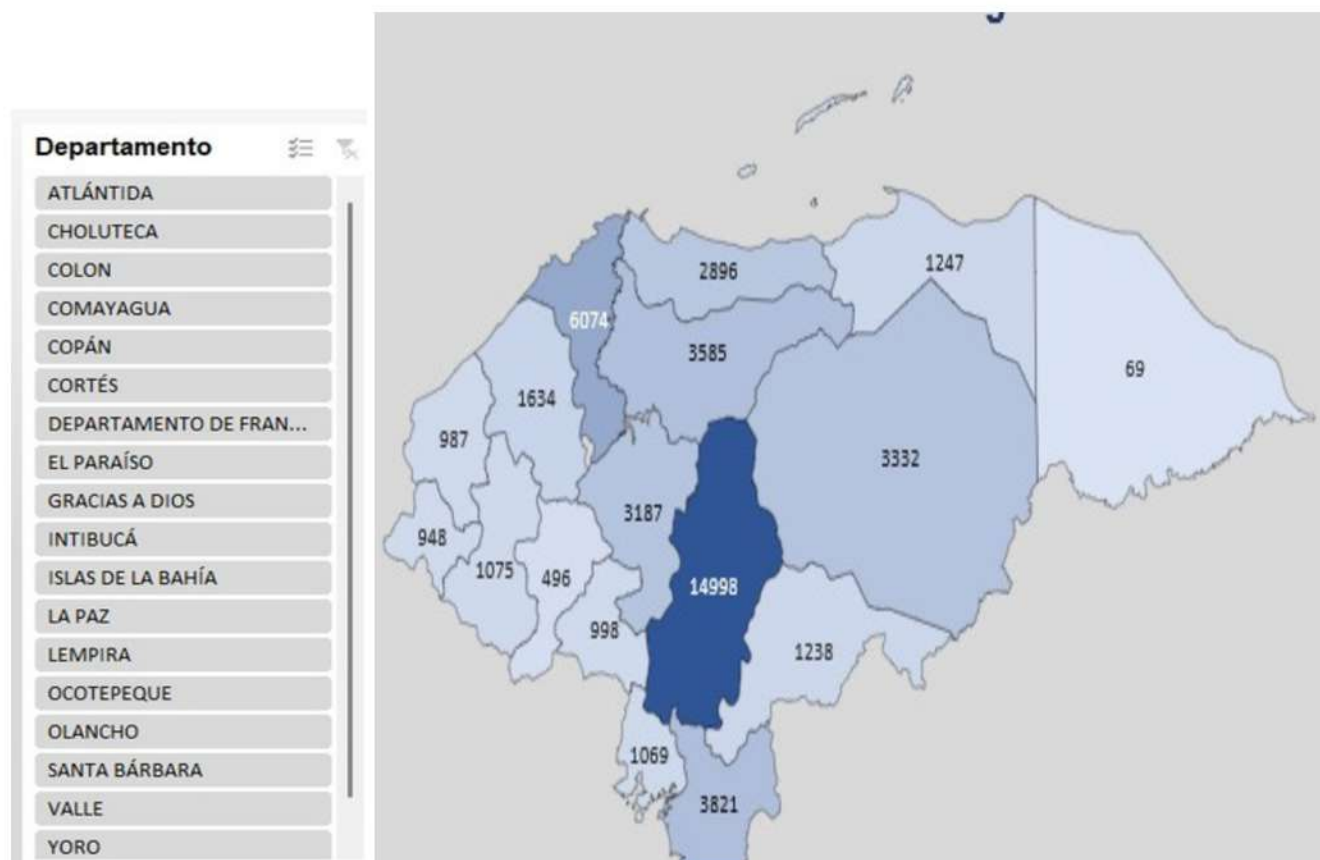 Departamento
ATLÁNTIDA
CHOLUTECA
COLON
COMAYAGUA
COPÁN
CORTÉS
DEPARTAMENTO DE FRAN...
EL PARAÍSO
GRACIAS A DIOS
INTIBUCÁ
ISLAS DE LA BAHÍA
LA PAZ
LEMPIRA
OCOTEPEQUE
OLANCHO
SANTA BÁRBARA
VALLE
YORO
2896
1247
6074
3585
69
1634
987
3332
3187
948
1075
496
14998
998
1238
1069
3821